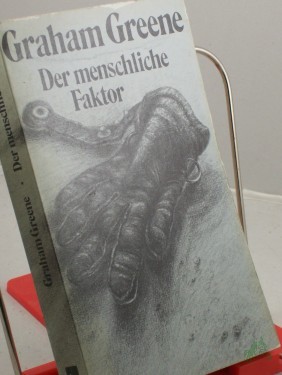 Graham Greene
Der menschliche
Faktor
Graham Greene · Der menschliche